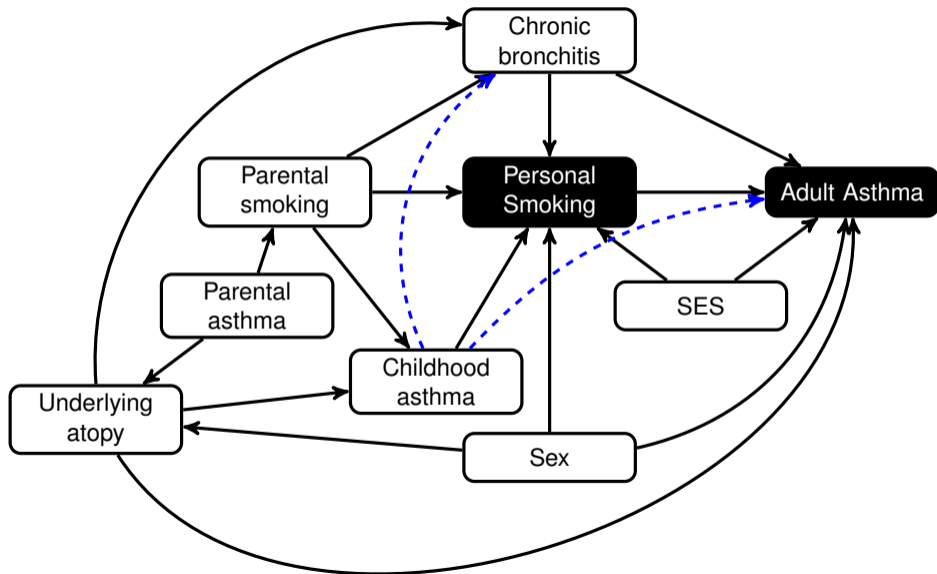 Chronic
bronchitis
Parental
smoking
Personal
Smoking
Adult Asthma
Parental
asthma
SES
Childhood
asthma
Underlying
atopy
Sex